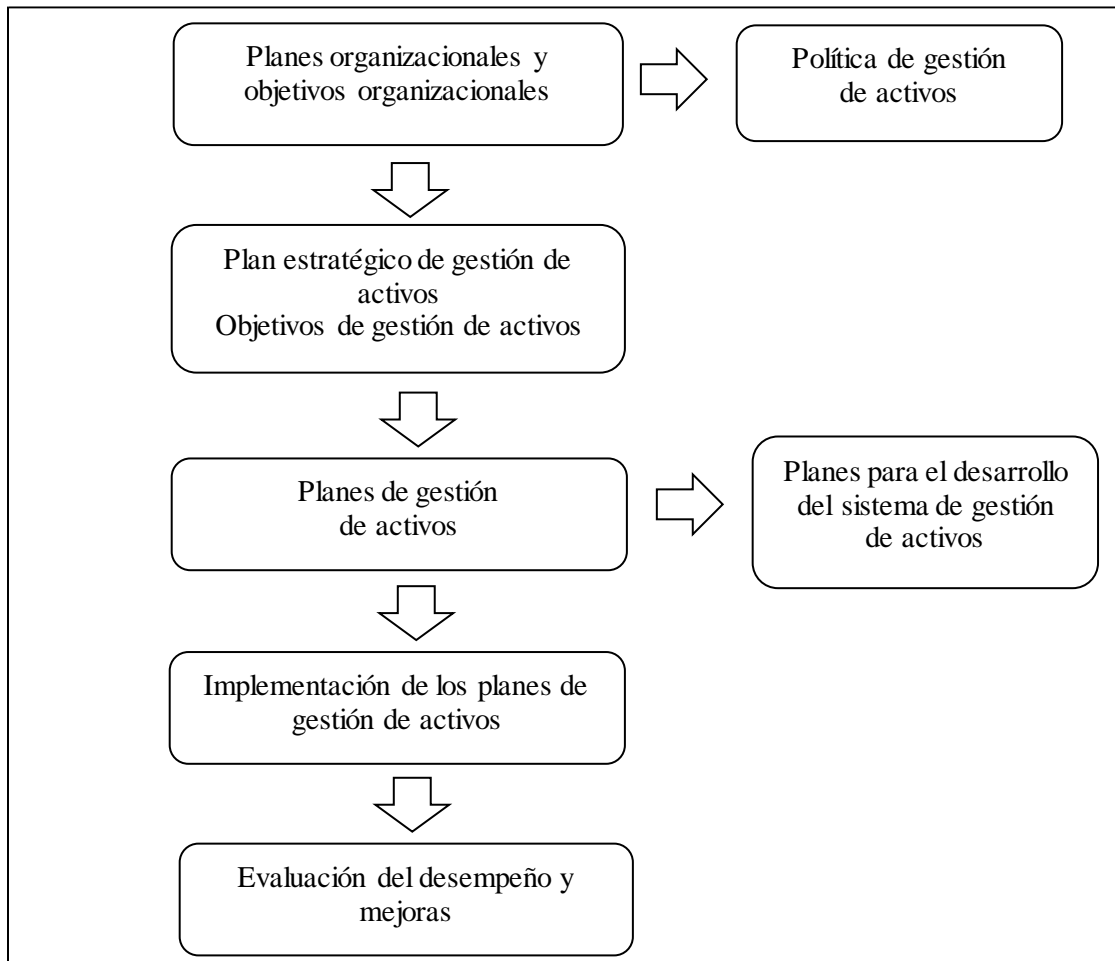 Planes organizacionales y
objetivos organizacionales
Política de gestión
de activos
Plan estratégico de gestión de
activos
Objetivos de gestión de activos
Planes de gestión
de activos
Planes para el desarrollo
del sistema de gestión
de activos
Implementación de los planes de
gestión de activos
Evaluación del desempeño y
mejoras